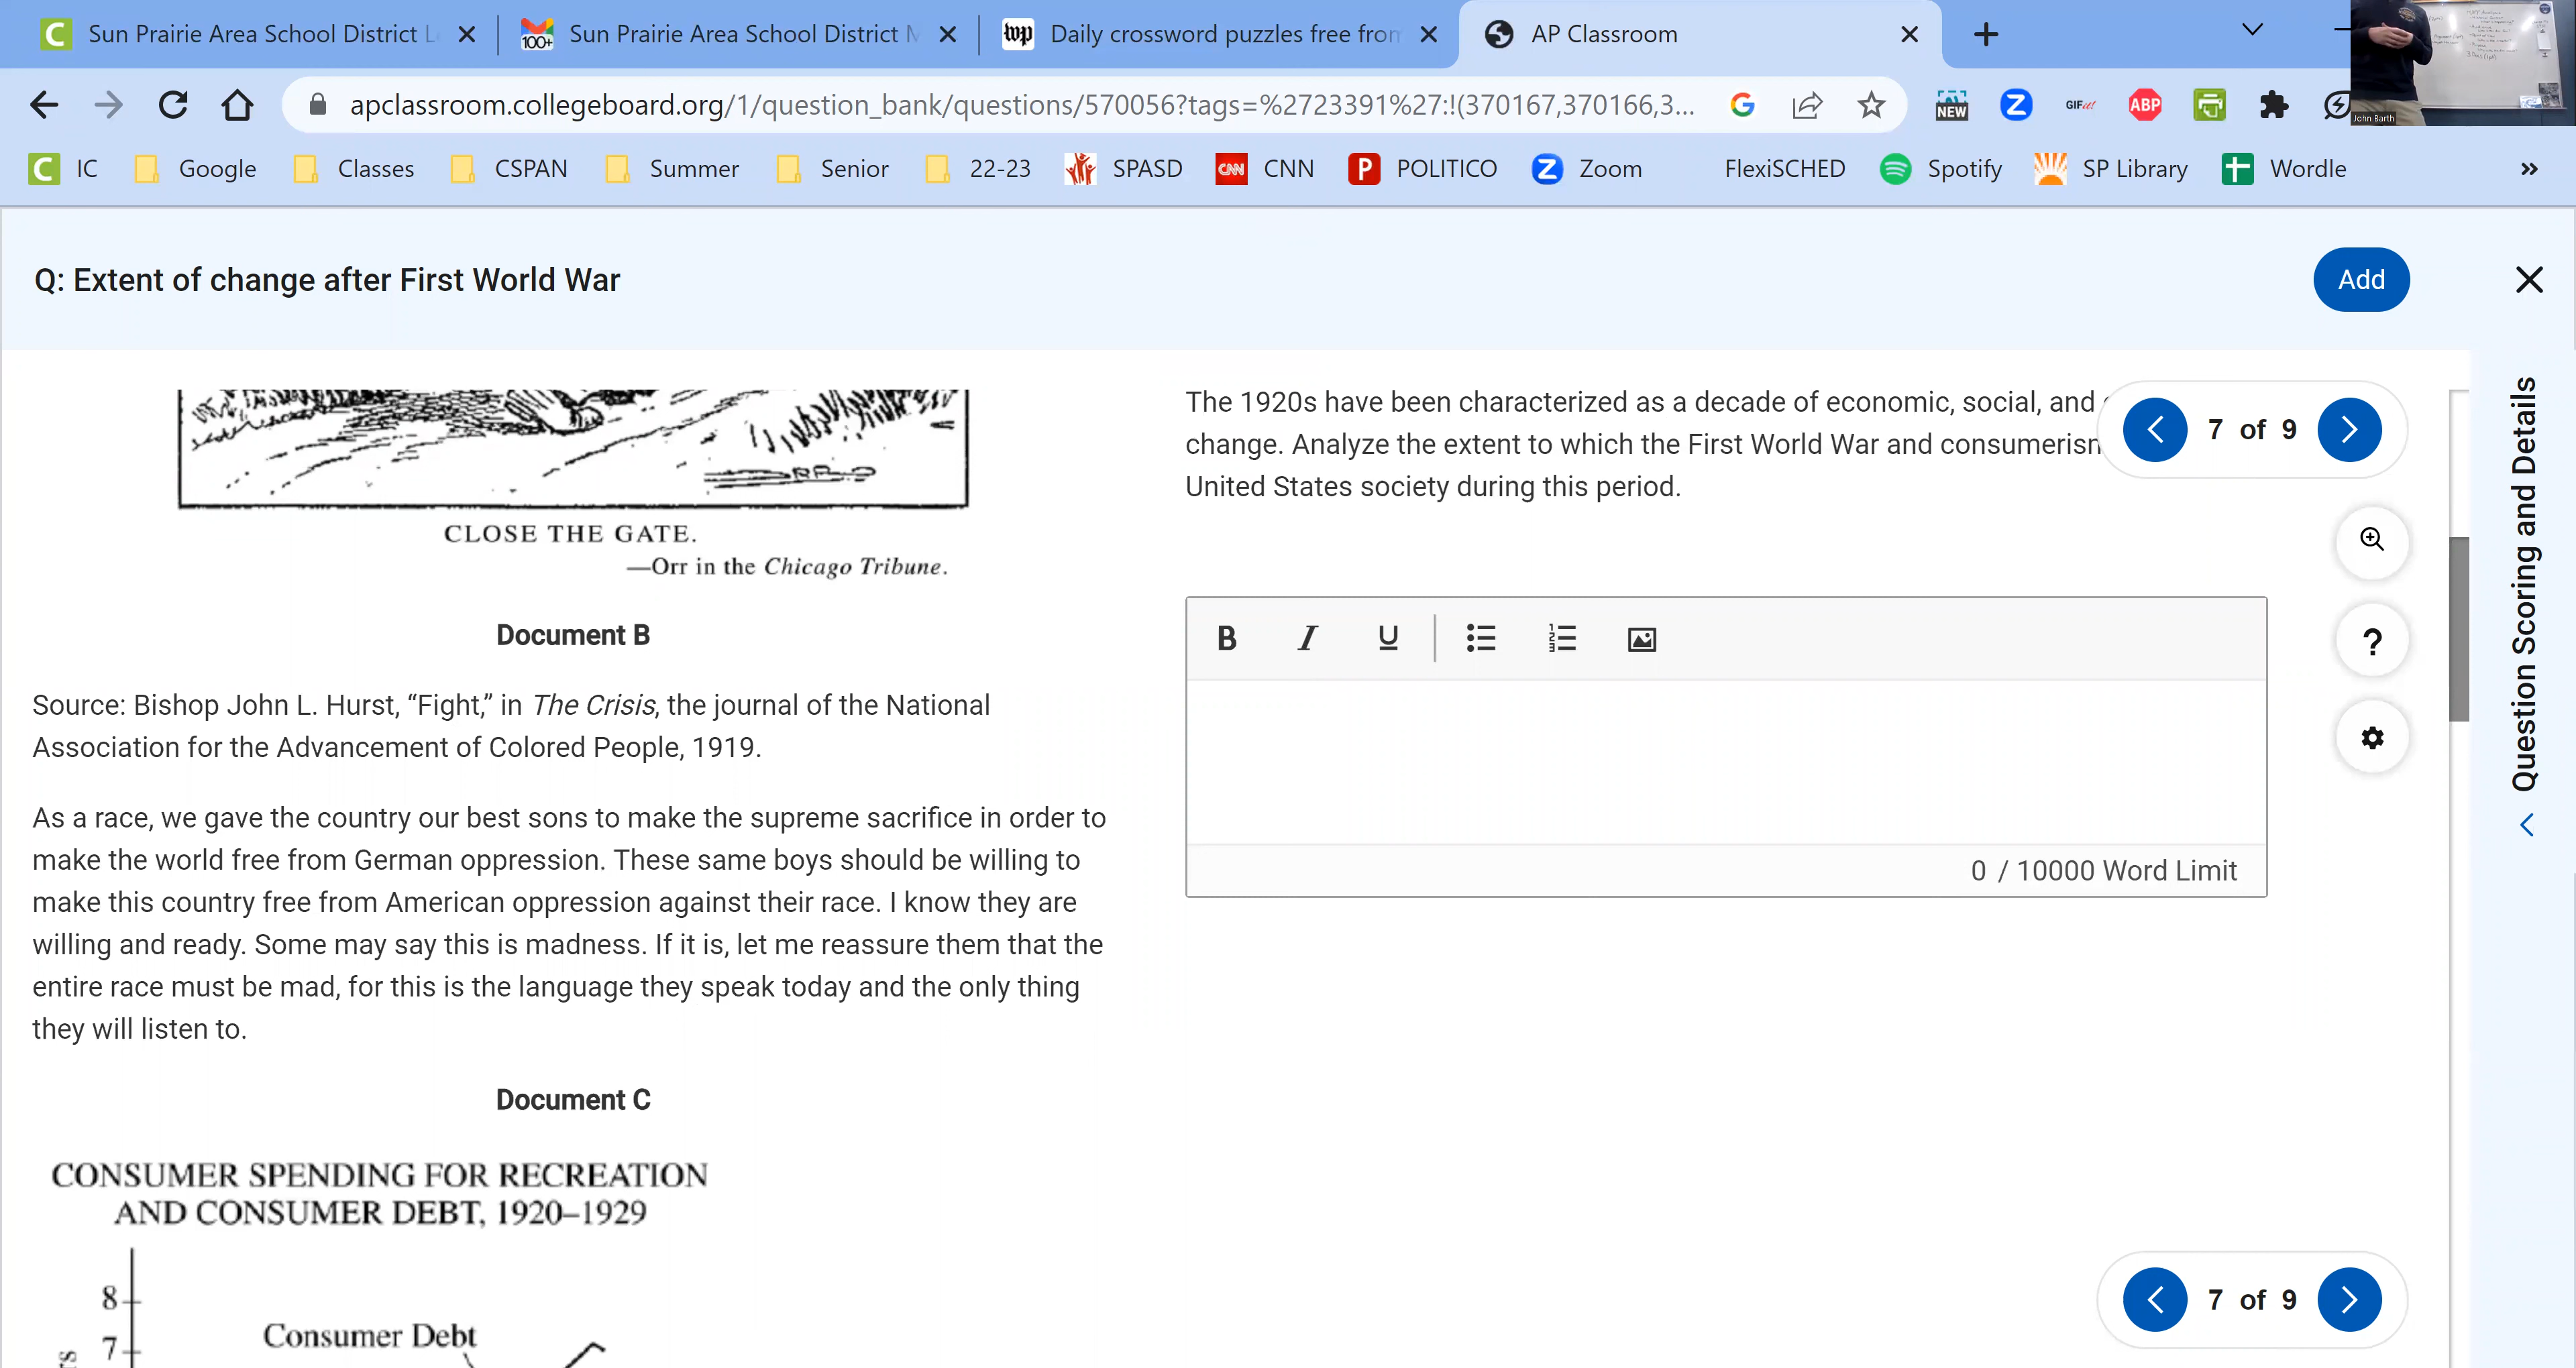 Sun Prairie Area School District L
Sun Prairie Area School District M
Daily crossword puzzles free from
AP Classroom
100+
wp
apclassroom.collegeboard.org/1/question_bank/questions/570056?tags=%2723391%27:!(370167,370166,3...
NEW
GIF it!
ABP
John Barth
IC
Google
Classes
CSPAN
Summer
Senior
22-23
SPASD
CNN
CNN
POLITICO
Zoom
FlexiSCHED
Spotify
SP Library
Wordle
Q: Extent of change after First World War
Add
CLOSE THE GATE.
—Orr in the Chicago Tribune.
Document B
Source: Bishop John L. Hurst, “Fight,” in The Crisis, the journal of the National
Association for the Advancement of Colored People, 1919.
As a race, we gave the country our best sons to make the supreme sacrifice in order to
make the world free from German oppression. These same boys should be willing to
make this country free from American oppression against their race. I know they are
willing and ready. Some may say this is madness. If it is, let me reassure them that the
entire race must be mad, for this is the language they speak today and the only thing
they will listen to.
Document C
CONSUMER SPENDING FOR RECREATION
AND CONSUMER DEBT, 1920–1929
8
7
Consumer Debt
The 1920s have been characterized as a decade of economic, social, and
change. Analyze the extent to which the First World War and consumerism
United States society during this period.
7 of 9
B I U
0 / 10000 Word Limit
?
Question Scoring and Details
7 of 9